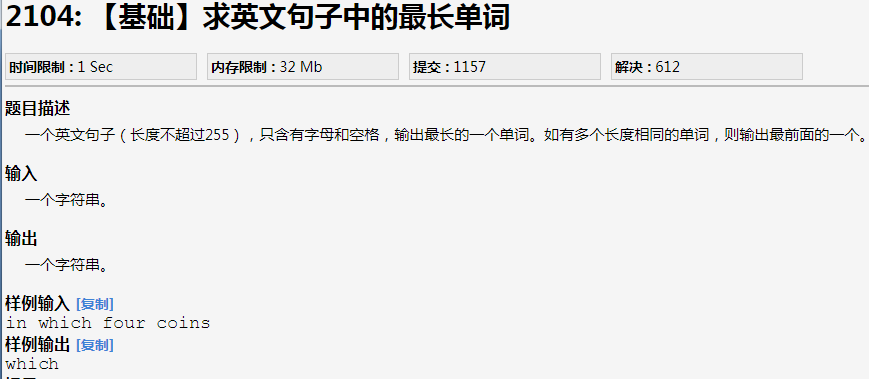 2104: 【基础】求英文句子中的最长单词
时间限制 : 1 Sec 内存限制 : 32 Mb 提交 : 1157 解决 : 612
题目描述
一个英文句子（长度不超过255），只含有字母和空格，输出最长的一个单词。如有多个长度相同的单词，则输出最前面的一个。
输入
一个字符串。
输出
一个字符串。
样例输入 [复制]
in which four coins
样例输出 [复制]
which